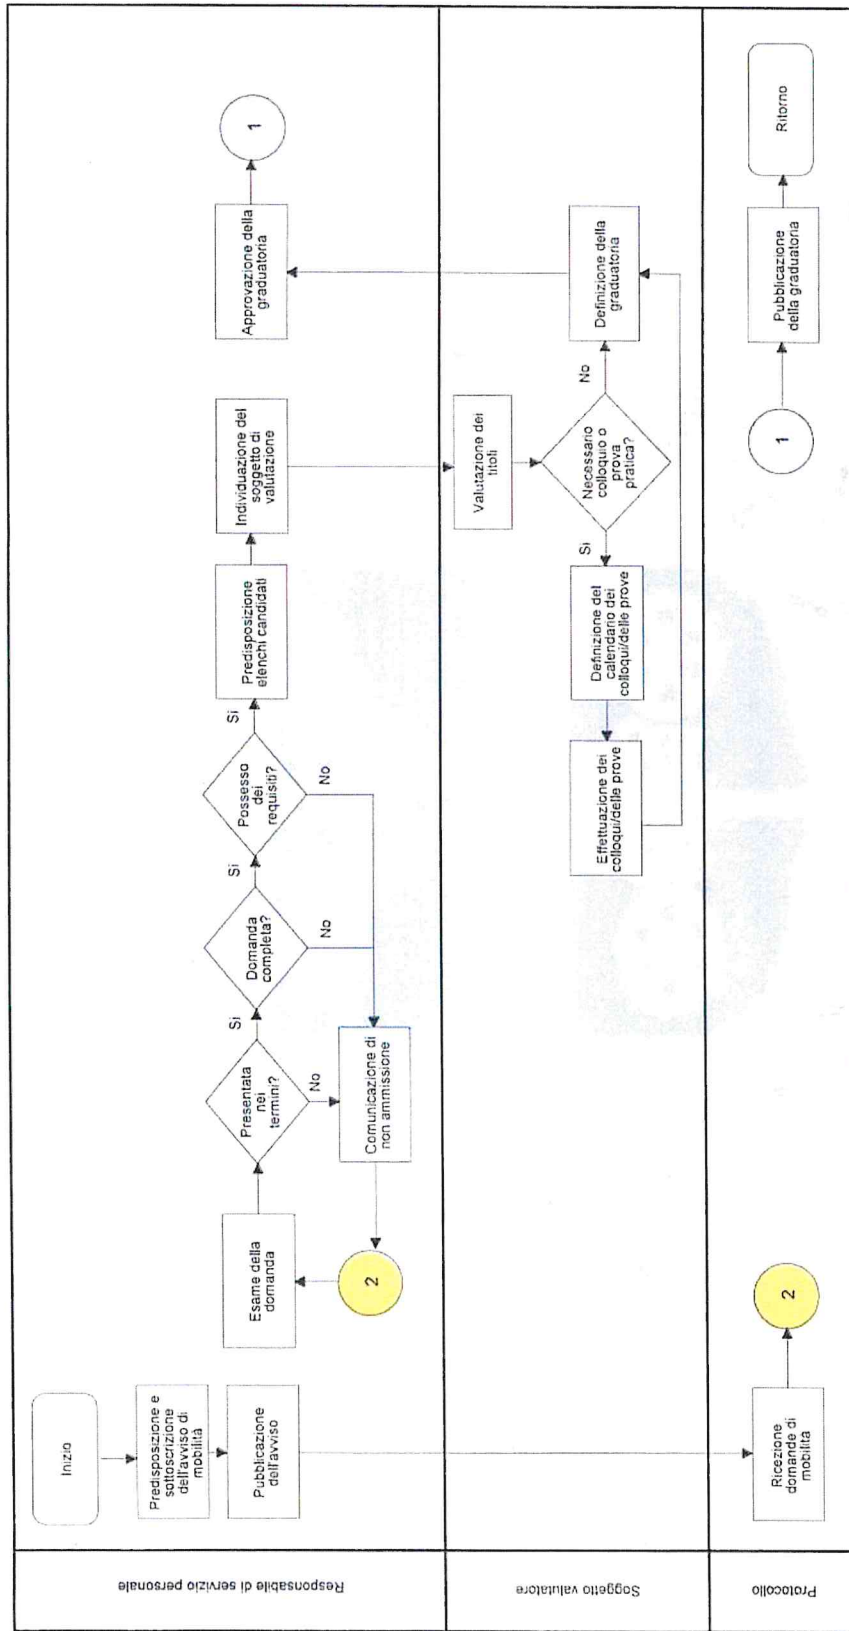 Responsabile di servizio personale
Inizio
Predisposizione e
sottoscrizione
dell'avviso di
mobilità
Pubblicazione
dell'avviso
Esame della
domanda
2
Presentata
nei
termini?
Si
No
Comunicazione di
non ammissione
Domanda
completa?
Si
No
Possesso
dei
requisiti?
Si
No
Predisposizione
elenchi candidati
Individuazione del
soggetto di
valutazione
Approvazione della
graduatoria
1
Soggetto valutatore
Valutazione dei
titoli
Necessario
colloquio o
prova
pratica?
Si
No
Definizione del
calendario dei
colloqui/delle prove
Effettuazione dei
colloqui/delle prove
Definizione della
graduatoria
Protocollo
Ricezione
domande di
mobilità
2
1
Pubblicazione
della graduatoria
Ritorno